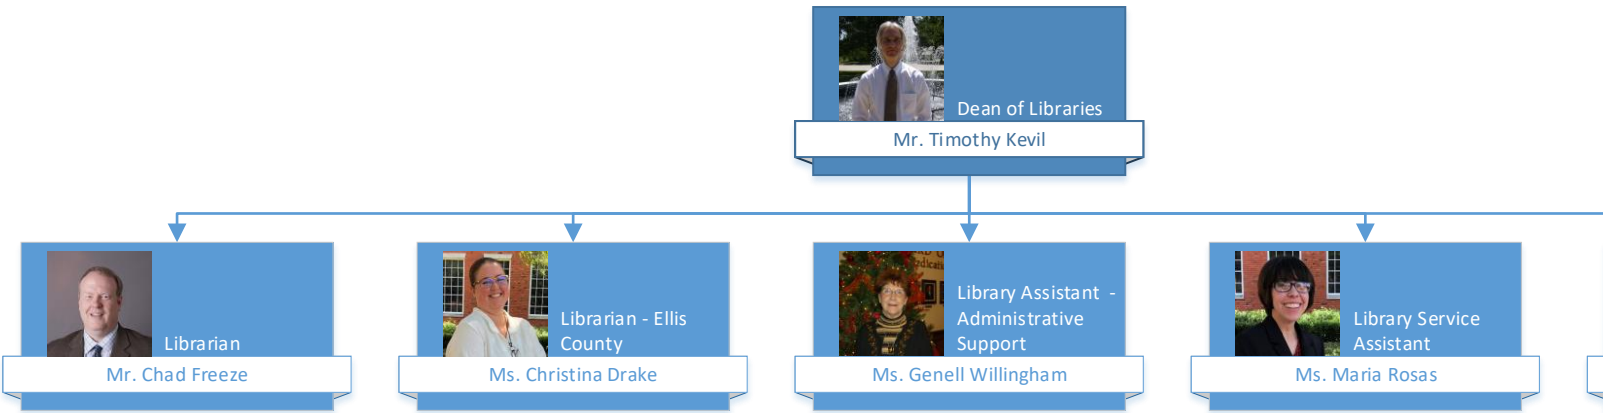 Dean of Libraries
Mr. Timothy Kevil
Librarian
Mr. Chad Freeze
Librarian - Ellis
County
Ms. Christina Drake
Library Assistant -
Administrative
Support
Ms. Genell Willingham
Library Service
Assistant
Ms. Maria Rosas